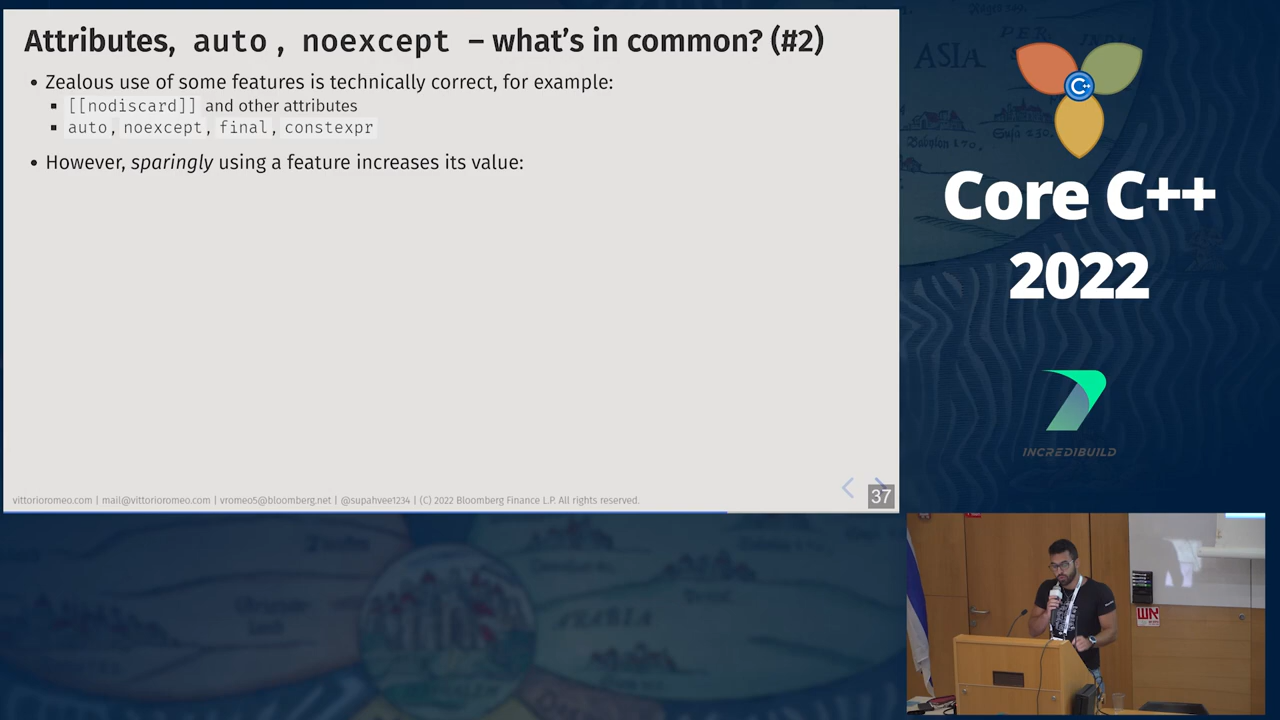 Attributes, auto, noexcept – what's in common? (#2)
• Zealous use of some features is technically correct, for example:
▪ [[nodiscard]] and other attributes
▪ auto, noexcept, final, constexpr
• However, sparingly using a feature increases its value:
vittorioromeo.com | mail@vittorioromeo.com | vromeo5@bloomberg.net | @supahvee1234 | (C) 2022 Bloomberg Finance L.P. All rights reserved.
37
ASIA
C++
Core C++
2022
INCREDIBUILD
ARABIA